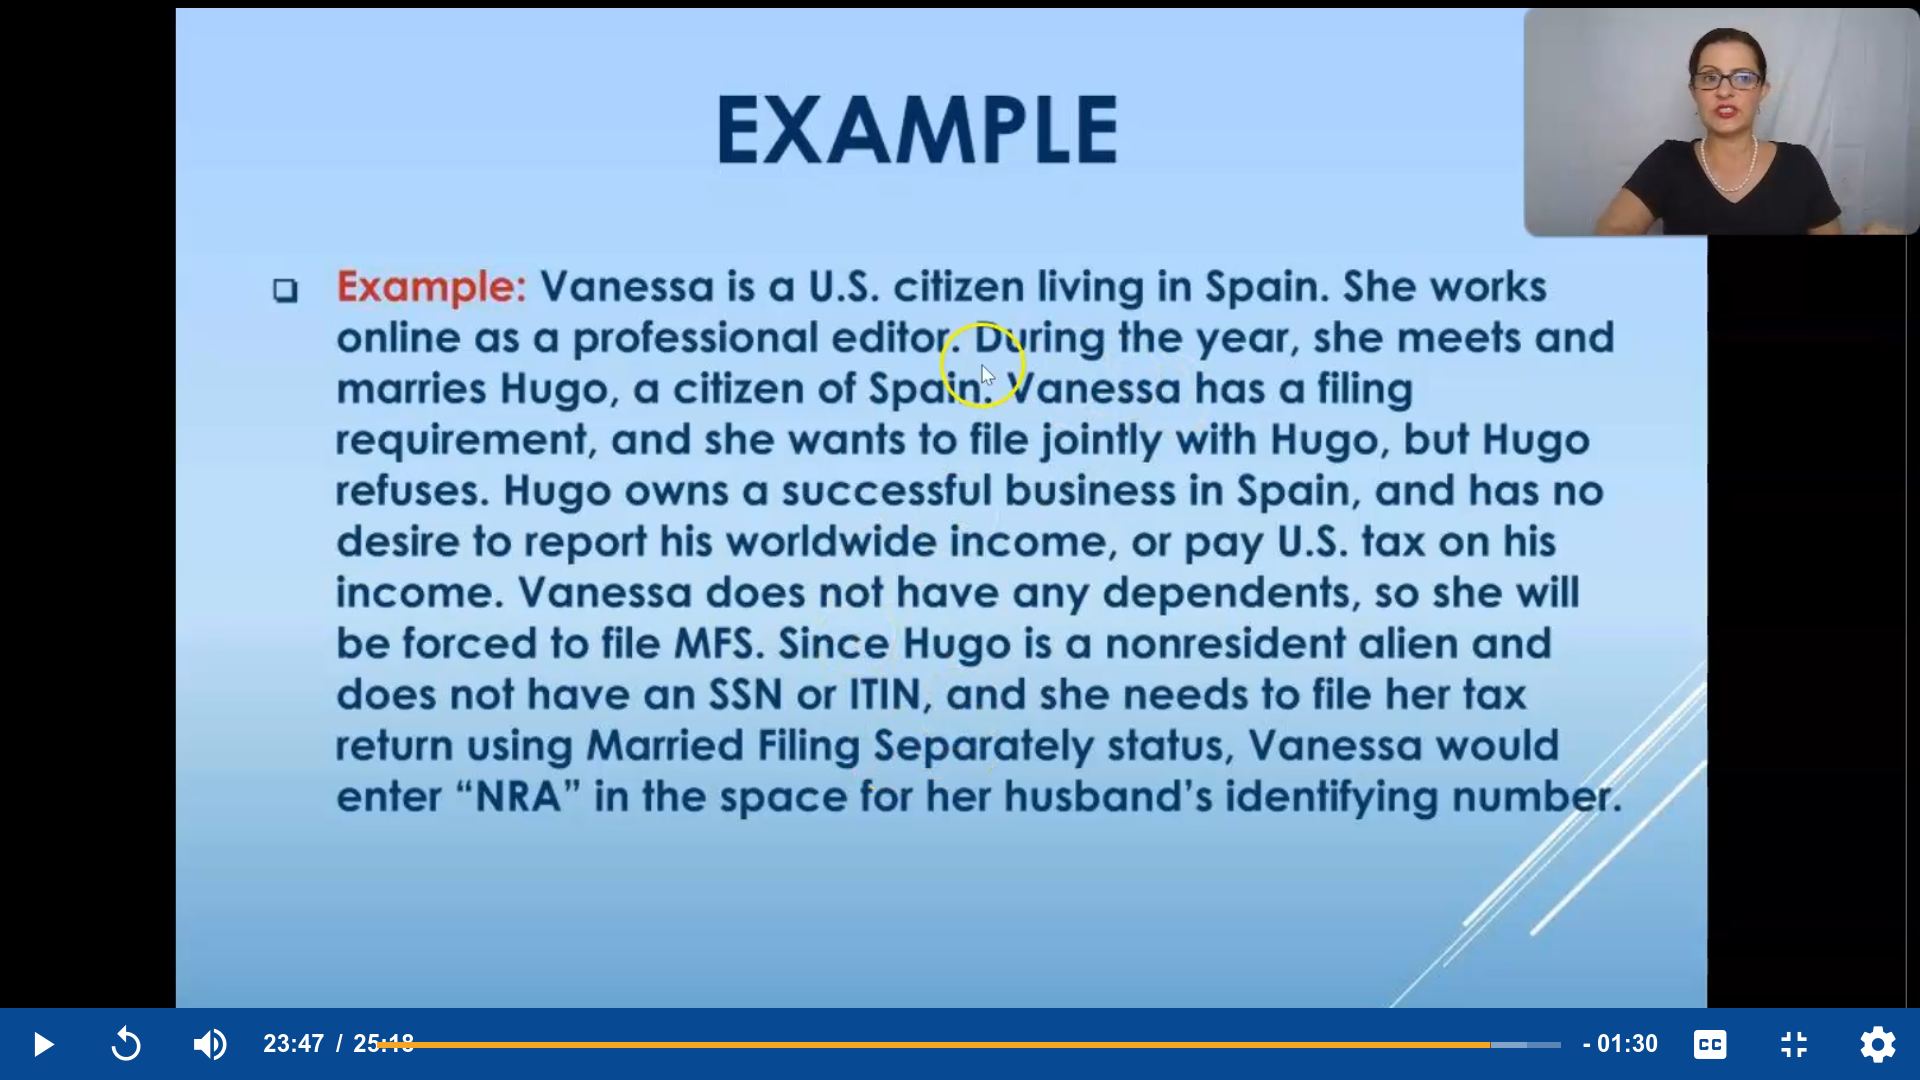 EXAMPLE
Example: Vanessa is a U.S. citizen living in Spain. She works
online as a professional editor. During the year, she meets and
marries Hugo, a citizen of Spain. Vanessa has a filing
requirement, and she wants to file jointly with Hugo, but Hugo
refuses. Hugo owns a successful business in Spain, and has no
desire to report his worldwide income, or pay U.S. tax on his
income. Vanessa does not have any dependents, so she will
be forced to file MFS. Since Hugo is a nonresident alien and
does not have an SSN or ITIN, and she needs to file her tax
return using Married Filing Separately status, Vanessa would
enter “NRA” in the space for her husband’s identifying number.
23:47 / 25:18 - 01:30 CC